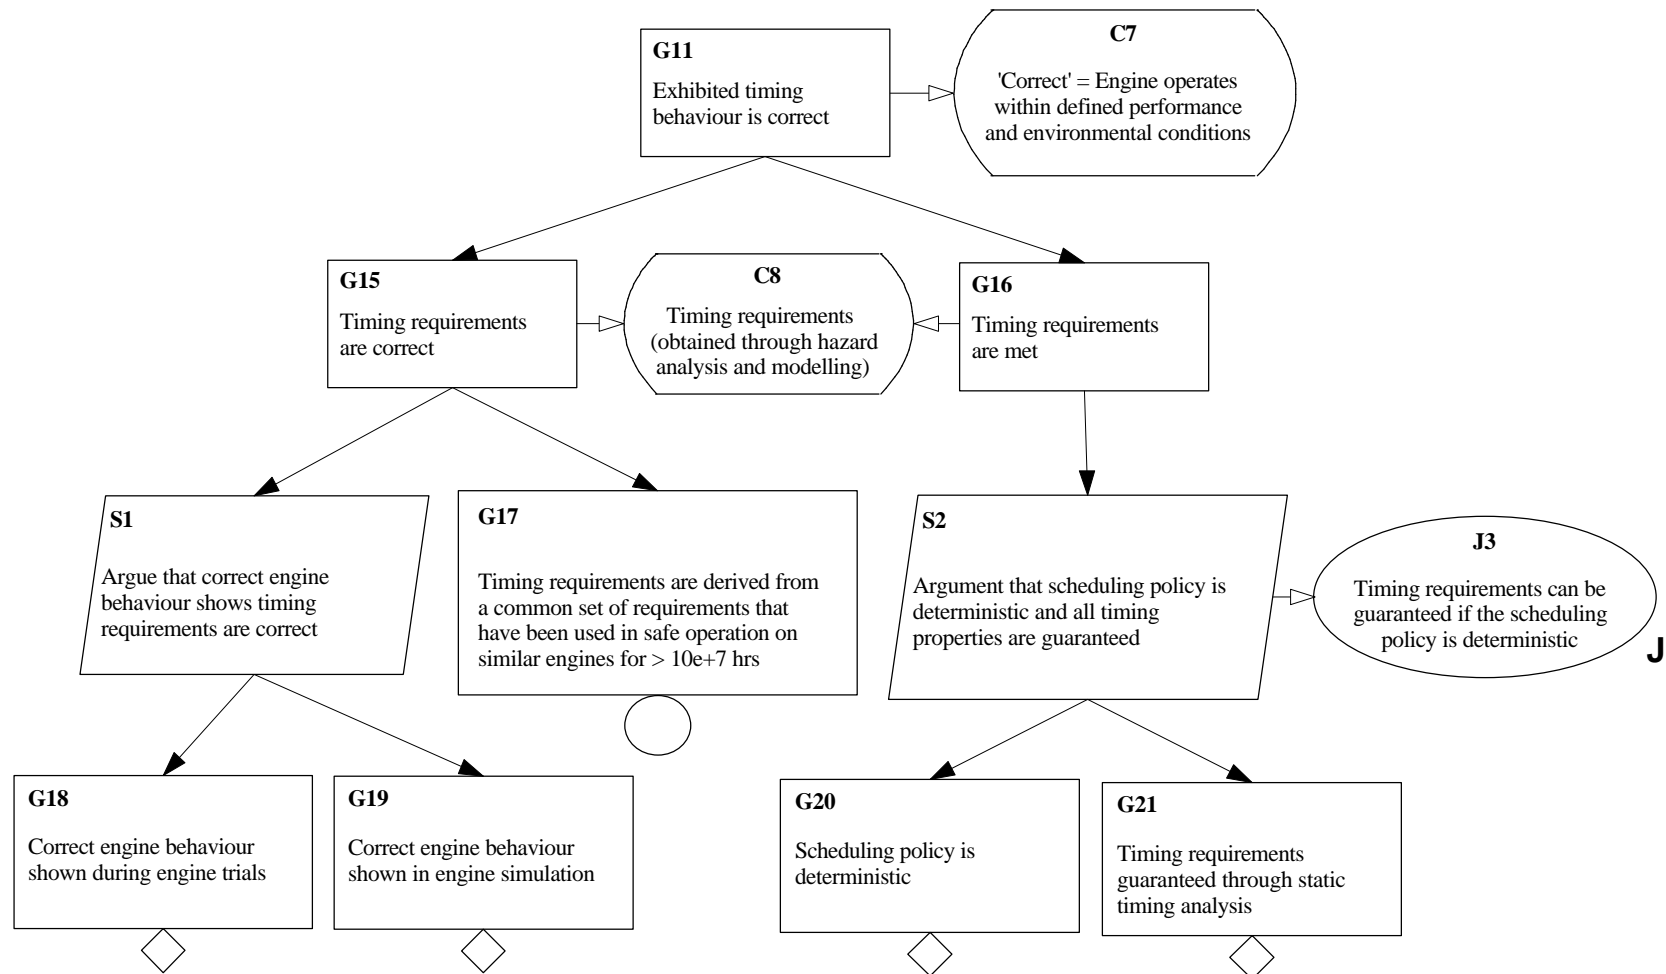 G11
Exhibited timing
behaviour is correct
C7
'Correct' = Engine operates
within defined performance
and environmental conditions
G15
Timing requirements
are correct
C8
Timing requirements
(obtained through hazard
analysis and modelling)
G16
Timing requirements
are met
S1
Argue that correct engine
behaviour shows timing
requirements are correct
G17
Timing requirements are derived from
a common set of requirements that
have been used in safe operation on
similar engines for > 10e+7 hrs
S2
Argument that scheduling policy is
deterministic and all timing
properties are guaranteed
J3
Timing requirements can be
guaranteed if the scheduling
policy is deterministic
J
G18
Correct engine behaviour
shown during engine trials
G19
Correct engine behaviour
shown in engine simulation
G20
Scheduling policy is
deterministic
G21
Timing requirements
guaranteed through static
timing analysis